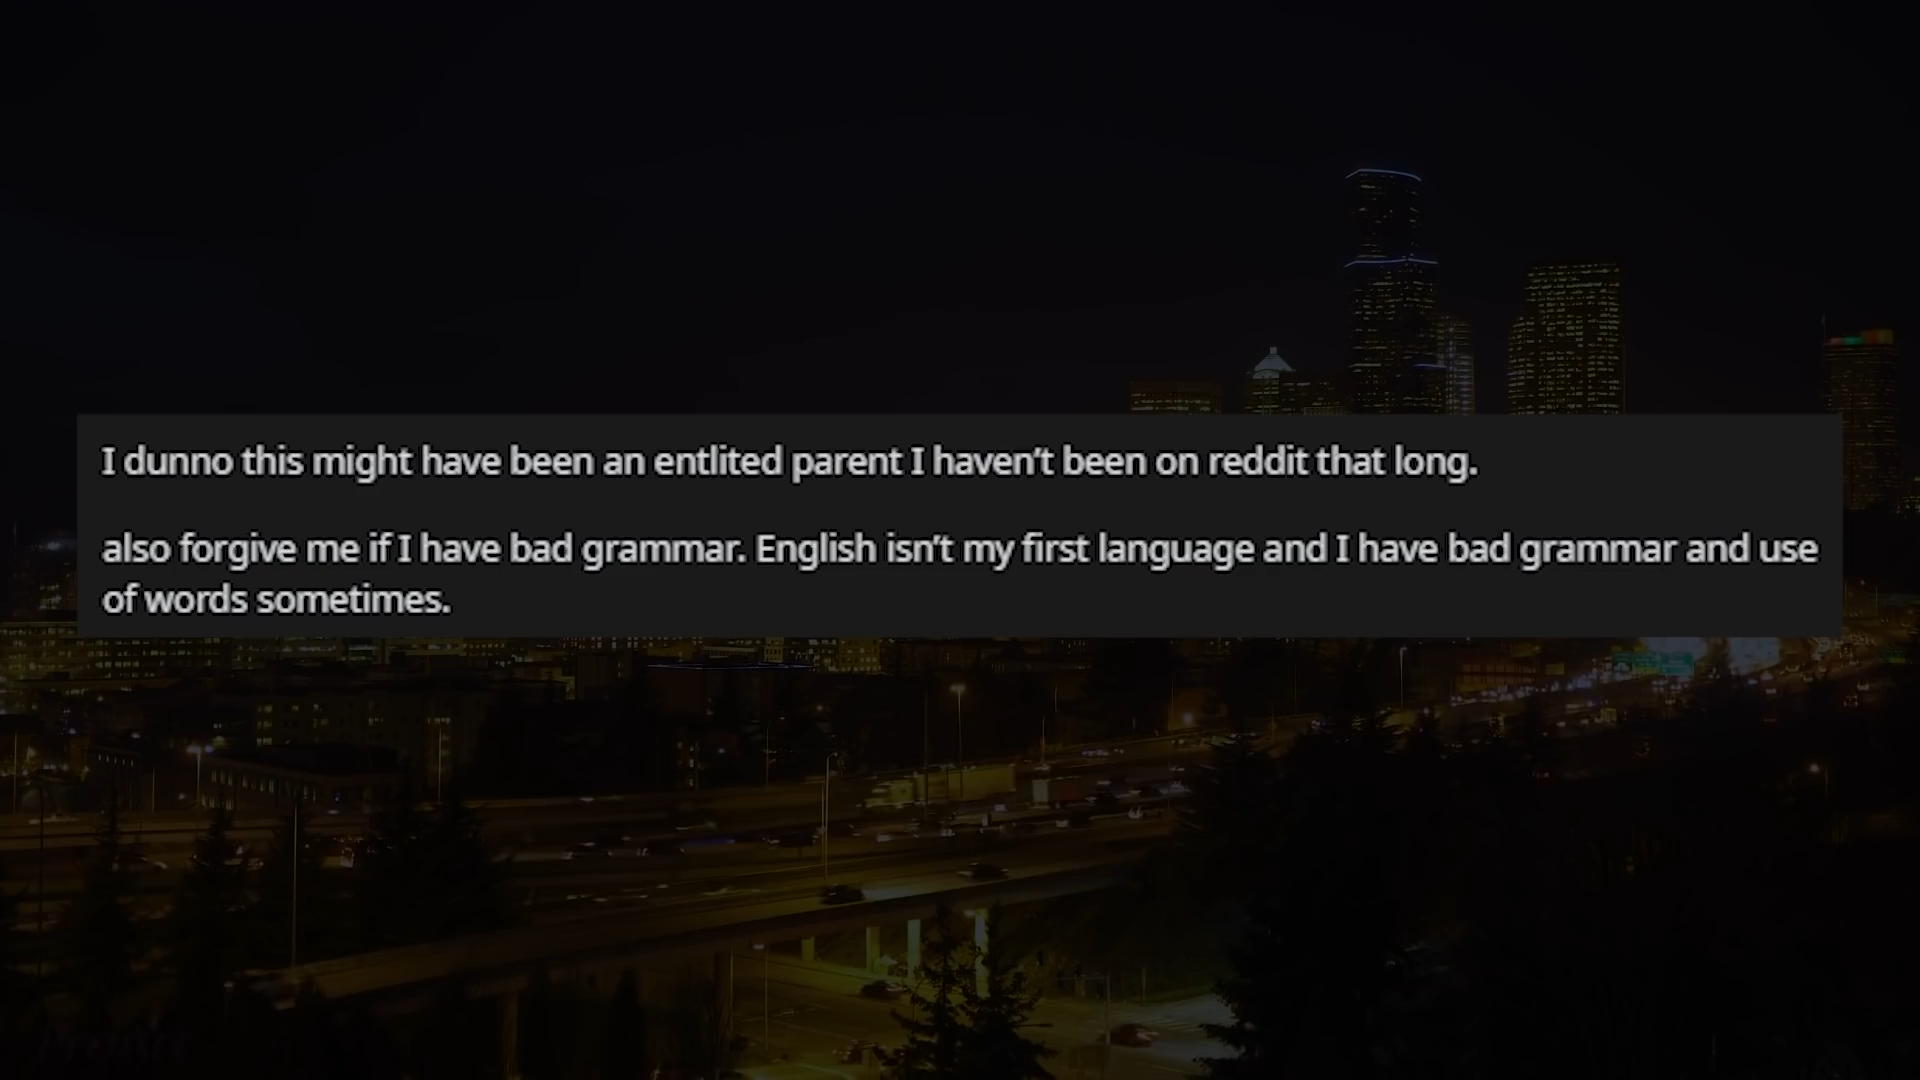 I dunno this might have been an entlited parent I haven't been on reddit that long.
also forgive me if I have bad grammar. English isn't my first language and I have bad grammar and use
of words sometimes.